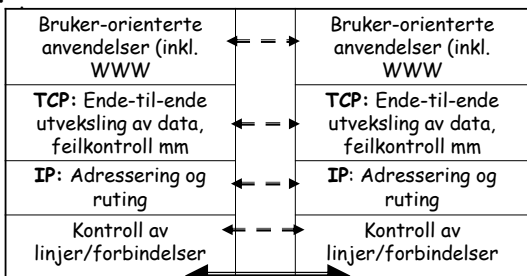 Bruker-orienterte
anvendelser (inkl.
WWW
TCP: Ende-til-ende
utveksling av data,
feilkontroll mm
IP: Adressering og
ruting
Kontroll av
linjer/forbindelser
Bruker-orienterte
anvendelser (inkl.
WWW
TCP: Ende-til-ende
utveksling av data,
feilkontroll mm
IP: Adressering og
ruting
Kontroll av
linjer/forbindelser